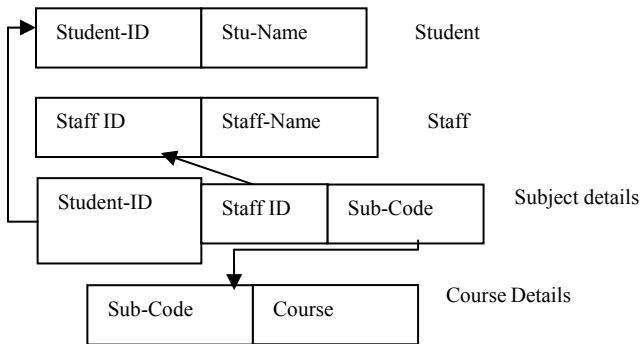 Student-ID Stu-Name Student
Staff ID Staff-Name Staff
Student-ID Staff ID Sub-Code Subject details
Sub-Code Course Course Details